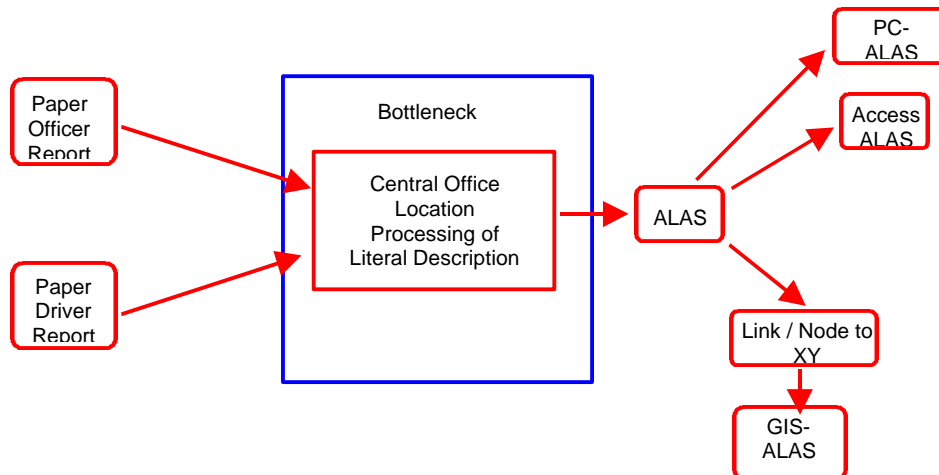 Paper
Officer
Report
Paper
Driver
Report
Bottleneck
Central Office
Location
Processing of
Literal Description
ALAS
PC-
ALAS
Access
ALAS
Link / Node to
XY
GIS-
ALAS